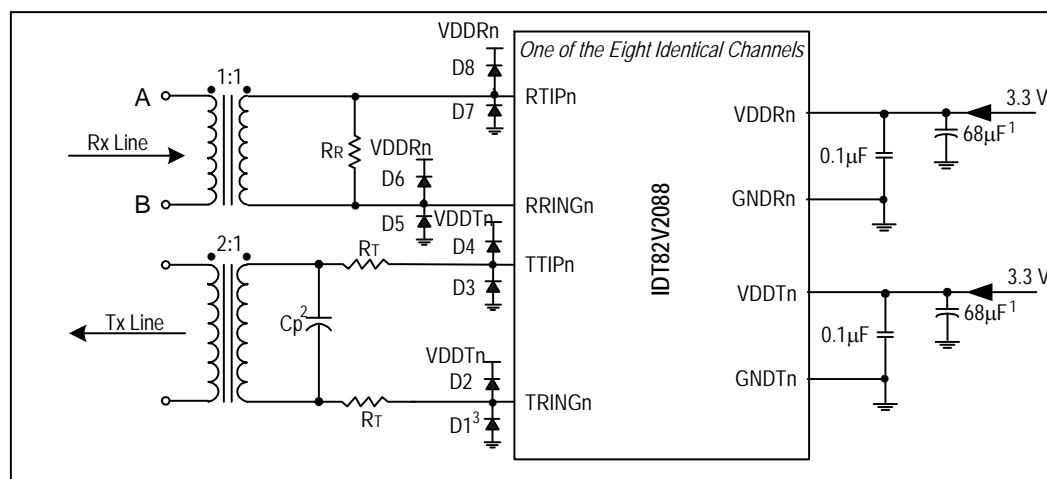 VDDRn
One of the Eight Identical Channels
D8
1:1
A
RTIPn
D7
VDDRn
3.3 V
68µF1
Rx Line
RR
VDDRn
D6
0.1µF
B
RRINGn
GNDRn
D5
VDDTn
D4
2:1
RT
TTIPn
D3
IDT82V2088
VDDTn
3.3 V
68µF1
Tx Line
Cp2
0.1µF
VDDTn
D2
GNDTn
TRINGn
RT
D13